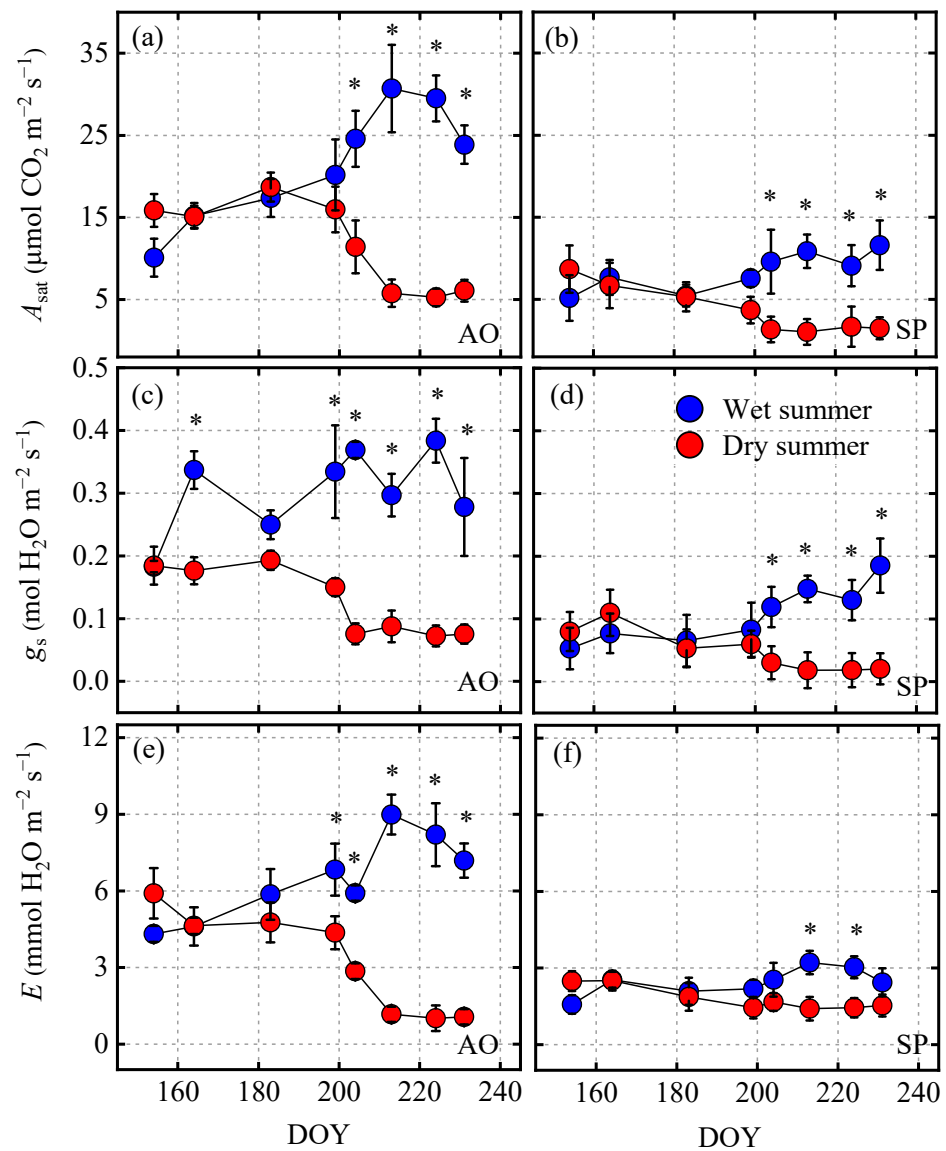 (a)
(b)
35
25
15
5
A_sat (μmol CO₂ m⁻² s⁻¹)
* * * * *
* * * *
AO
SP
(c)
(d)
0.5
0.4
0.3
0.2
0.1
0.0
g_s (mol H₂O m⁻² s⁻¹)
* * * * * *
Wet summer
Dry summer
* * * *
AO
SP
(e)
(f)
12
9
6
3
0
E (mmol H₂O m⁻² s⁻¹)
* * * * *
* *
AO
SP
160 180 200 220 240
160 180 200 220 240
DOY
DOY